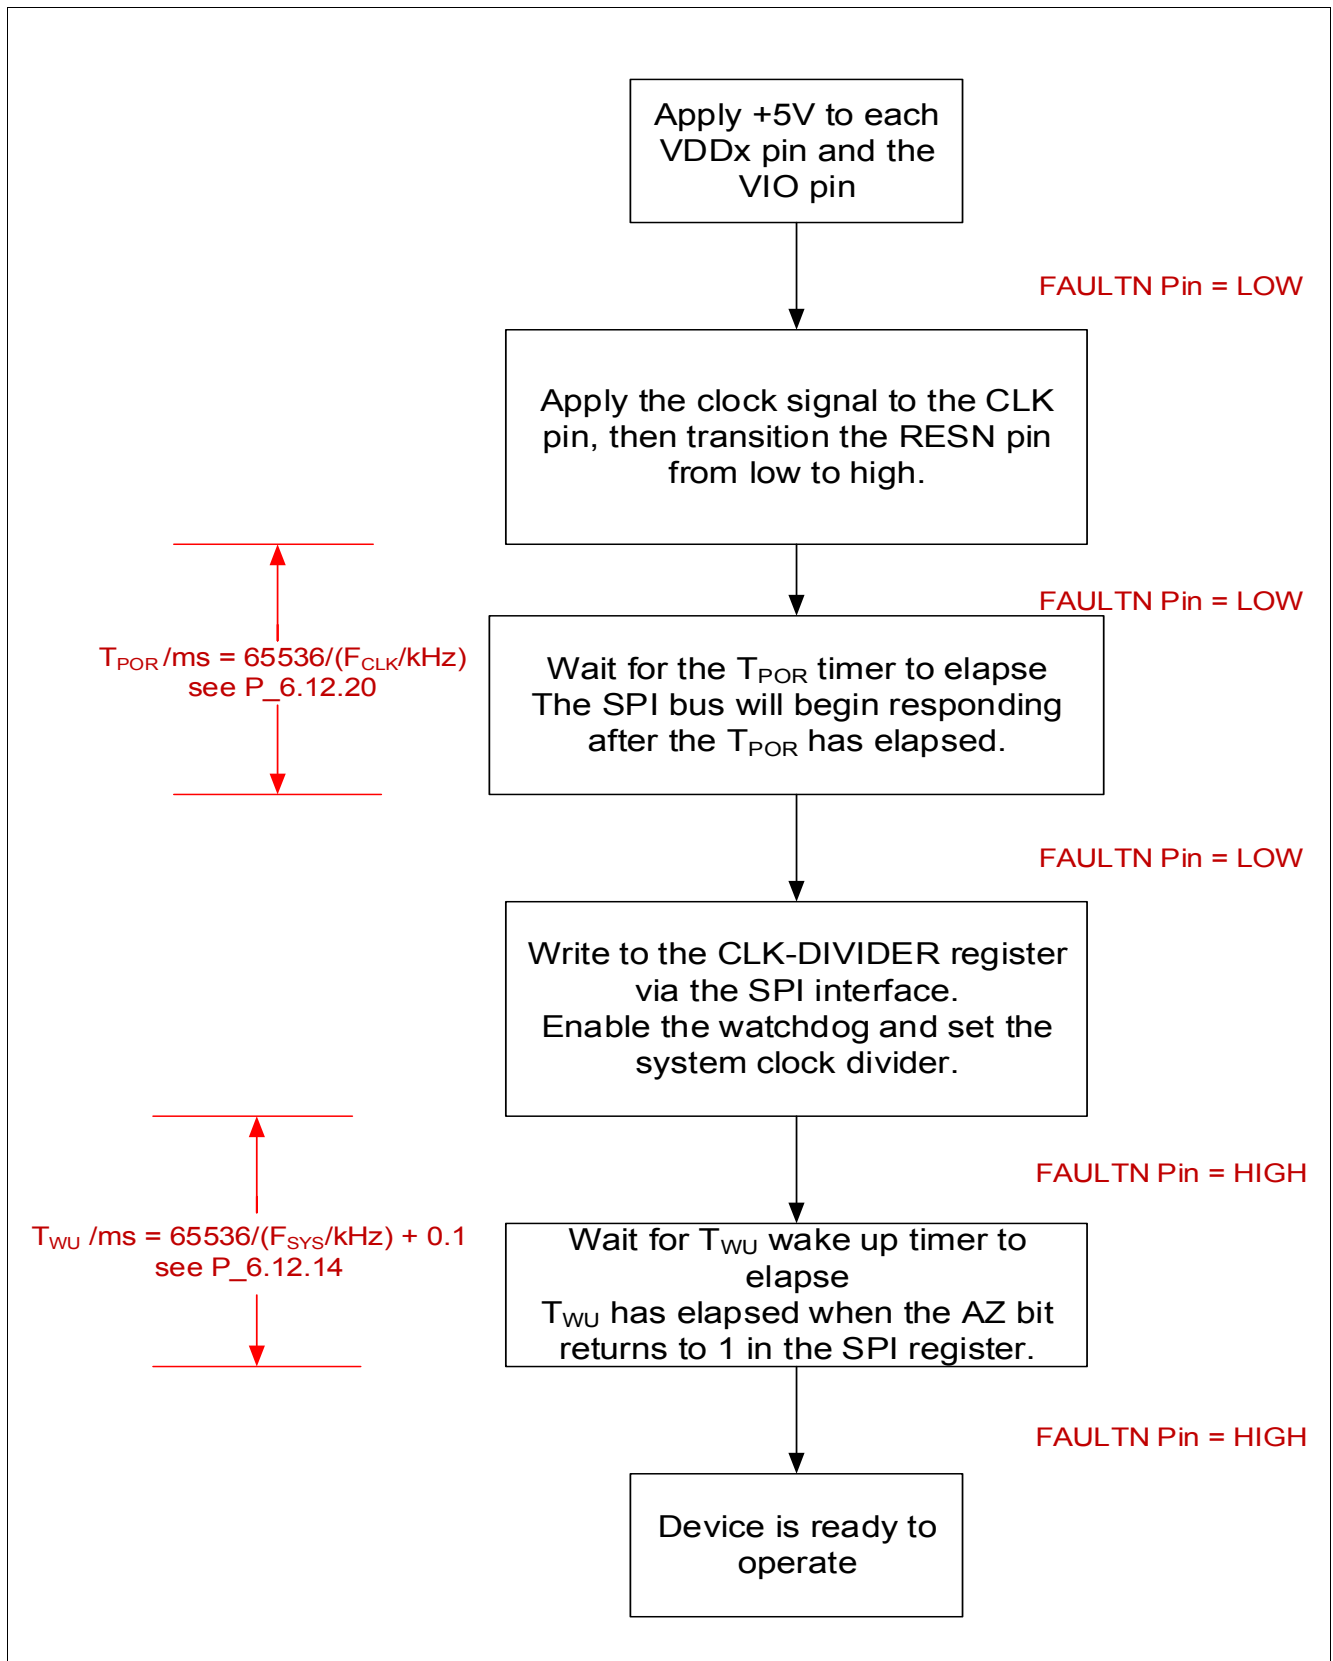 Apply +5V to each
VDDx pin and the
VIO pin
FAULTN Pin = LOW
Apply the clock signal to the CLK
pin, then transition the RESN pin
from low to high.
FAULTN Pin = LOW
TPOR /ms = 65536/(FCLK/kHz)
see P_6.12.20
Wait for the TPOR timer to elapse
The SPI bus will begin responding
after the TPOR has elapsed.
FAULTN Pin = LOW
Write to the CLK-DIVIDER register
via the SPI interface.
Enable the watchdog and set the
system clock divider.
FAULTN Pin = HIGH
TWU /ms = 65536/(FSYS/kHz) + 0.1
see P_6.12.14
Wait for TWU wake up timer to
elapse
TWU has elapsed when the AZ bit
returns to 1 in the SPI register.
FAULTN Pin = HIGH
Device is ready to
operate